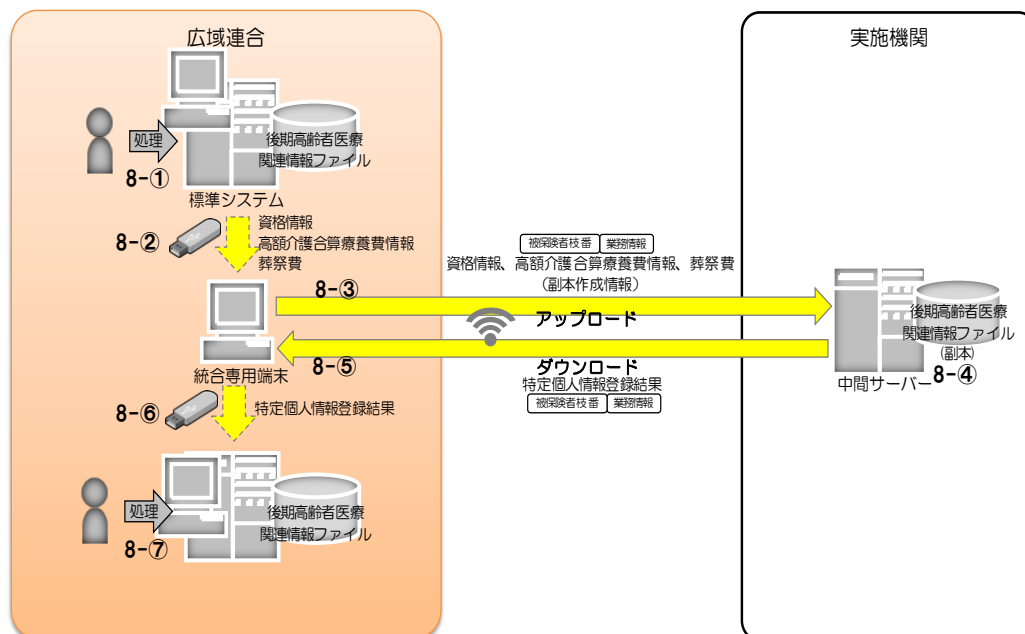 広域連合
実施機関
処理
8-①
後期高齢者医療
関連情報ファイル
標準システム
8-②
資格情報
高額介護合算療養費情報
葬祭費
被保険者枝番 業務情報
資格情報、高額介護合算療養費情報、葬祭費
(副本作成情報)
8-③
アップロード
後期高齢者医療
関連情報ファイル
(副本)
8-④
中間サーバー
8-⑤
ダウンロード
特定個人情報登録結果
被保険者枝番 業務情報
統合専用端末
8-⑥
特定個人情報登録結果
処理
8-⑦
後期高齢者医療
関連情報ファイル